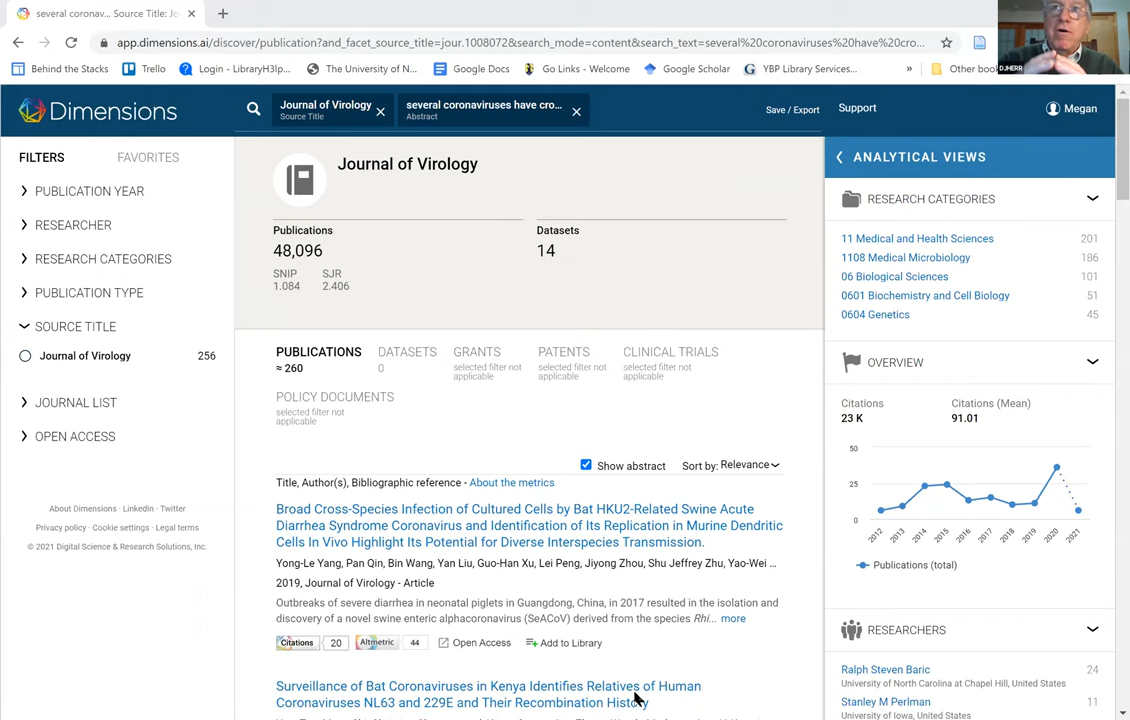 several coronav... Source Title: Jo
app.dimensions.ai/discover/publication?and_facet_source_title=jour.1008072&search_mode=content&search_text=several%20coronaviruses%20have%20cro...
Behind the Stacks
Trello
Login - LibraryH3lp...
The University of N...
Google Docs
Go Links - Welcome
Google Scholar
YBP Library Services...
»
Other boo
DJHERR
Dimensions
Journal of Virology
Source Title
several coronaviruses have cro...
Abstract
Save / Export
Support
Megan
FILTERS
FAVORITES
PUBLICATION YEAR
RESEARCHER
RESEARCH CATEGORIES
PUBLICATION TYPE
SOURCE TITLE
Journal of Virology 256
JOURNAL LIST
OPEN ACCESS
About Dimensions · LinkedIn · Twitter
Privacy policy · Cookie settings · Legal terms
© 2021 Digital Science & Research Solutions, Inc.
Journal of Virology
Publications
48,096
SNIP SJR
1.084 2.406
Datasets
14
PUBLICATIONS
≈ 260
DATASETS
0
GRANTS
selected filter not
applicable
PATENTS
selected filter not
applicable
CLINICAL TRIALS
selected filter not
applicable
POLICY DOCUMENTS
selected filter not
applicable
Show abstract Sort by: Relevance
Title, Author(s), Bibliographic reference - About the metrics
Broad Cross-Species Infection of Cultured Cells by Bat HKU2-Related Swine Acute
Diarrhea Syndrome Coronavirus and Identification of Its Replication in Murine Dendritic
Cells In Vivo Highlight Its Potential for Diverse Interspecies Transmission.
Yong-Le Yang, Pan Qin, Bin Wang, Yan Liu, Guo-Han Xu, Lei Peng, Jiyong Zhou, Shu Jeffrey Zhu, Yao-Wei ...
2019, Journal of Virology - Article
Outbreaks of severe diarrhea in neonatal piglets in Guangdong, China, in 2017 resulted in the isolation and
discovery of a novel swine enteric alphacoronavirus (SeACoV) derived from the species Rhi... more
Citations 20 Altmetric 44 Open Access Add to Library
Surveillance of Bat Coronaviruses in Kenya Identifies Relatives of Human
Coronaviruses NL63 and 229E and Their Recombination History
ANALYTICAL VIEWS
RESEARCH CATEGORIES
11 Medical and Health Sciences 201
1108 Medical Microbiology 186
06 Biological Sciences 101
0601 Biochemistry and Cell Biology 51
0604 Genetics 45
OVERVIEW
Citations
23 K
Citations (Mean)
91.01
50
25
0
2012 2013 2014 2015 2016 2017 2018 2019 2020 2021
Publications (total)
RESEARCHERS
Ralph Steven Baric 24
University of North Carolina at Chapel Hill, United States
Stanley M Perlman 11
University of Iowa, United States